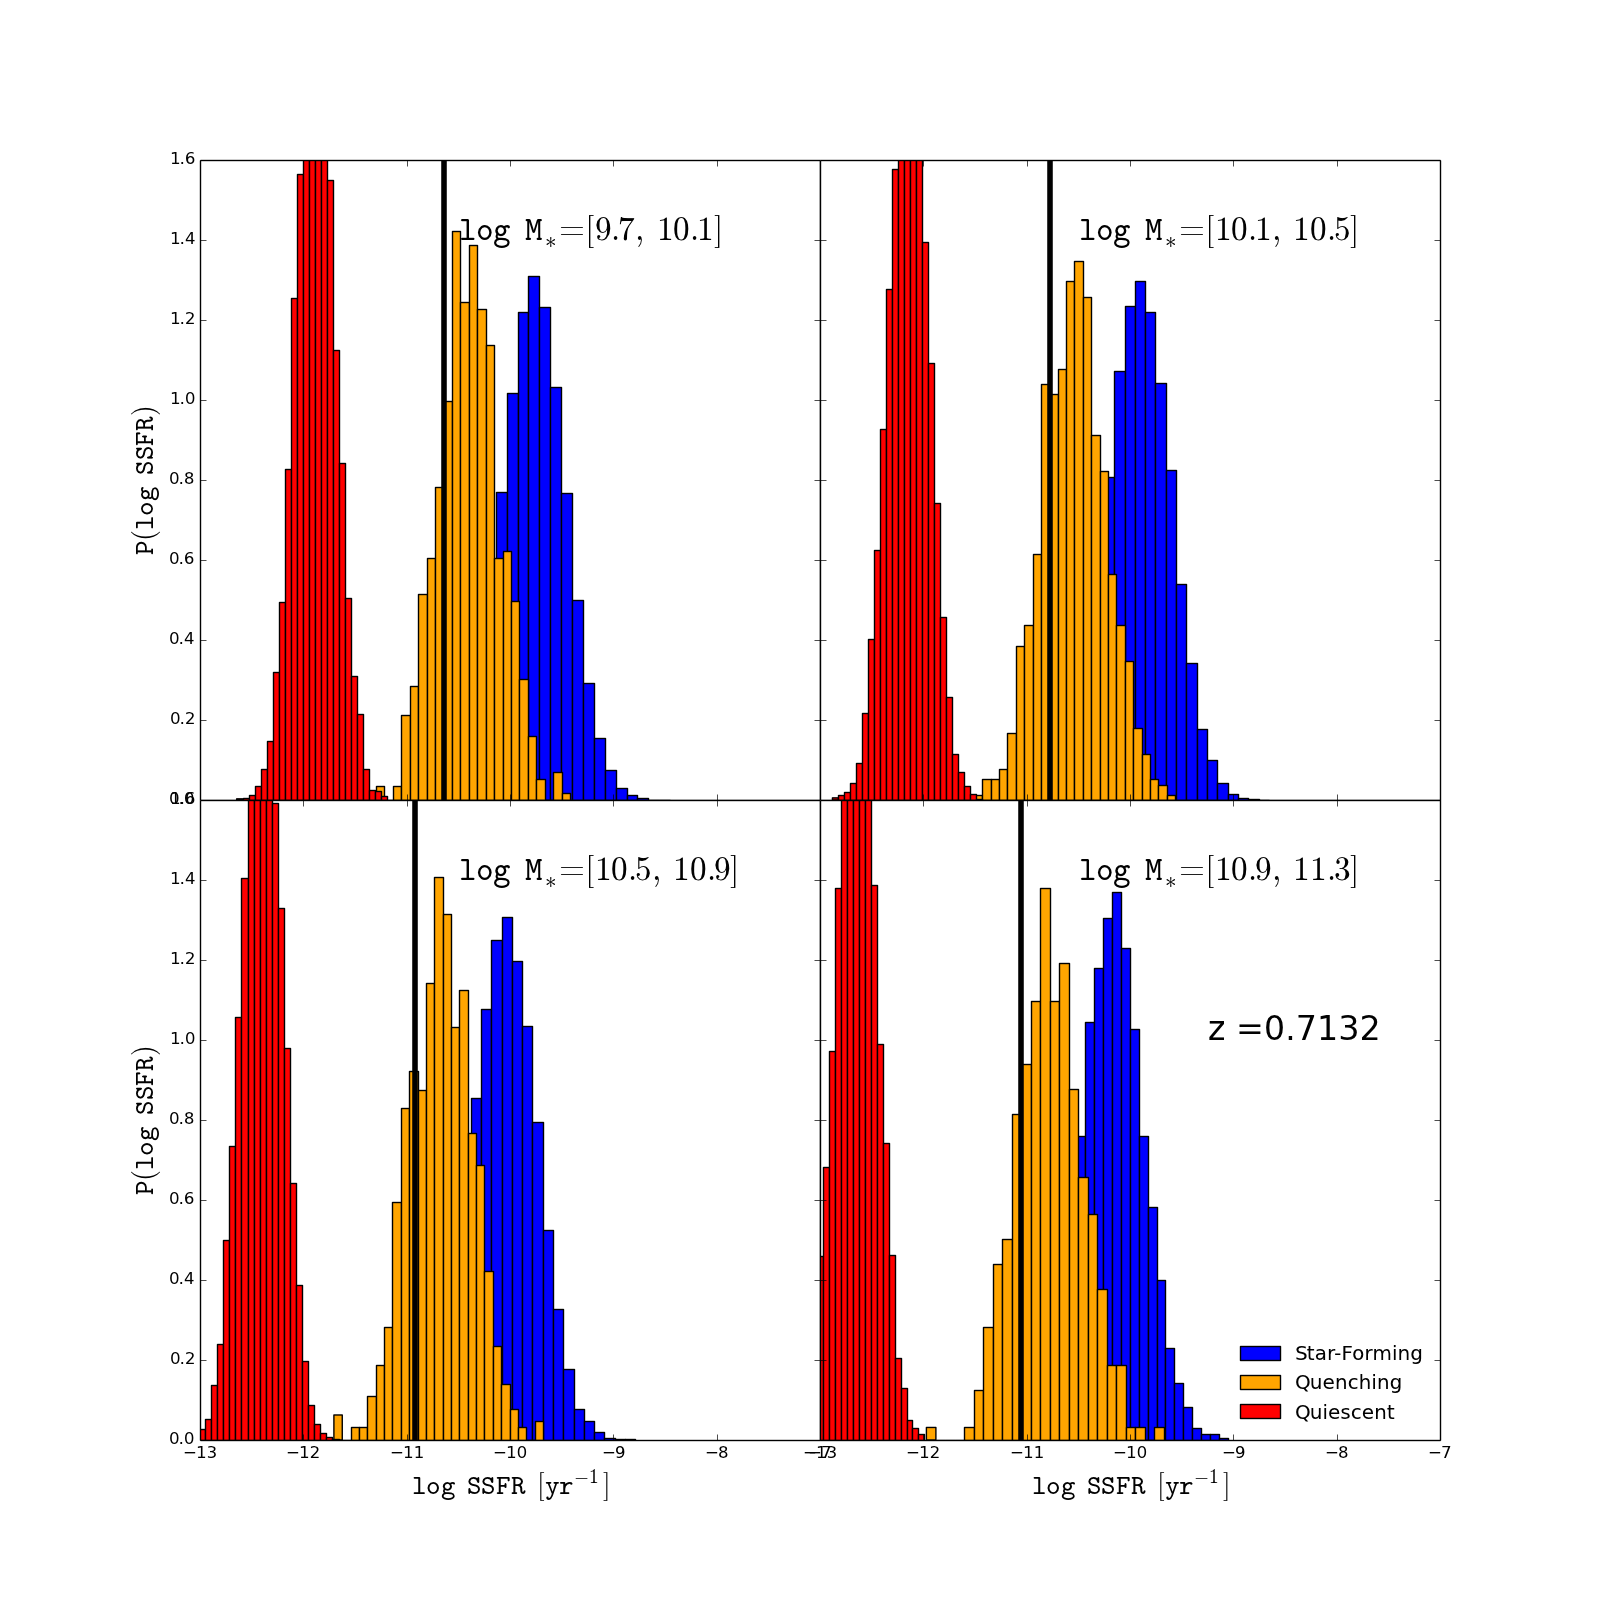 1.6
1.4
1.2
1.0
0.8
0.6
0.4
0.2
P(log SSFR)
log M*=[9.7, 10.1]
log M*=[10.1, 10.5]
1.4
1.2
1.0
0.8
0.6
0.4
0.2
0.0
P(log SSFR)
log M*=[10.5, 10.9]
log M*=[10.9, 11.3]
z =0.7132
Star-Forming
Quenching
Quiescent
−13 −12 −11 −10 −9 −8 −12 −11 −10 −9 −8 −7
log SSFR [yr⁻¹] log SSFR [yr⁻¹]